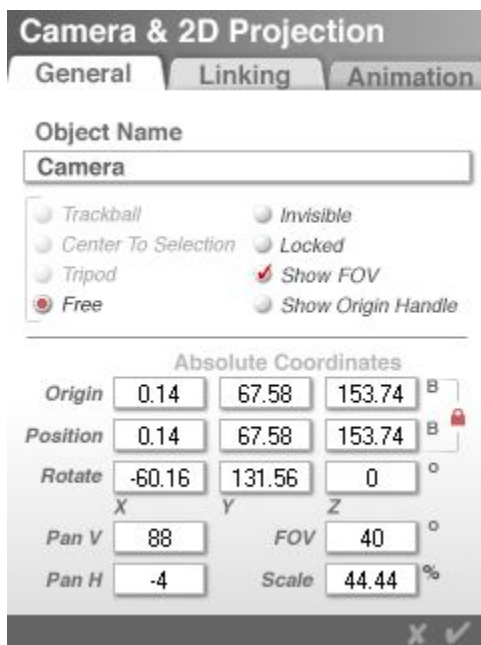 Camera & 2D Projection
General Linking Animation
Object Name
Camera
Trackball Invisible
Center To Selection Locked
Tripod Show FOV
Free Show Origin Handle
Absolute Coordinates
Origin 0.14 67.58 153.74 B
Position 0.14 67.58 153.74 B
Rotate -60.16 131.56 0 °
X Y Z
Pan V 88 FOV 40 °
Pan H -4 Scale 44.44 %